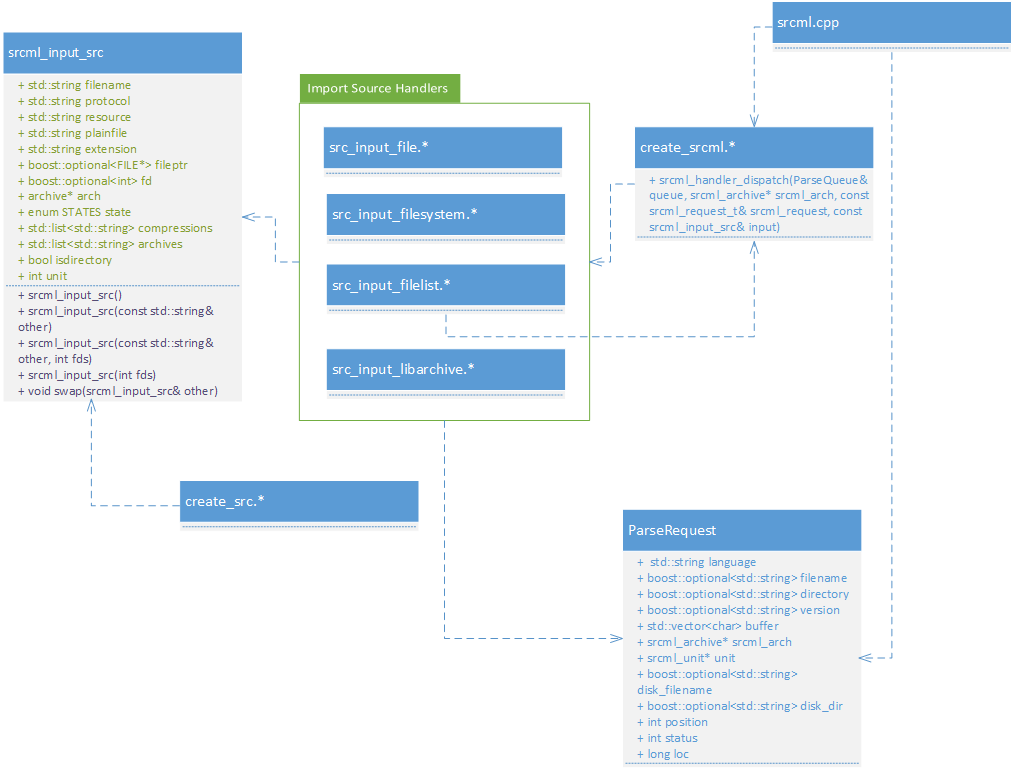 srcml.cpp
srcml_input_src
+ std::string filename
+ std::string protocol
+ std::string resource
+ std::string plainfile
+ std::string extension
+ boost::optional<FILE*> fileptr
+ boost::optional<int> fd
+ archive* arch
+ enum STATES state
+ std::list<std::string> compressions
+ std::list<std::string> archives
+ bool isdirectory
+ int unit
+ srcml_input_src()
+ srcml_input_src(const std::string&
other)
+ srcml_input_src(const std::string&
other, int fds)
+ srcml_input_src(int fds)
+ void swap(srcml_input_src& other)
Import Source Handlers
src_input_file.*
src_input_filesystem.*
src_input_filelist.*
src_input_libarchive.*
create_srcml.*
+ srcml_handler_dispatch(ParseQueue&
queue, srcml_archive* srcml_arch, const
srcml_request_t& srcml_request, const
srcml_input_src& input)
create_src.*
ParseRequest
+ std::string language
+ boost::optional<std::string> filename
+ boost::optional<std::string> directory
+ boost::optional<std::string> version
+ std::vector<char> buffer
+ srcml_archive* srcml_arch
+ srcml_unit* unit
+ boost::optional<std::string>
disk_filename
+ boost::optional<std::string> disk_dir
+ int position
+ int status
+ long loc